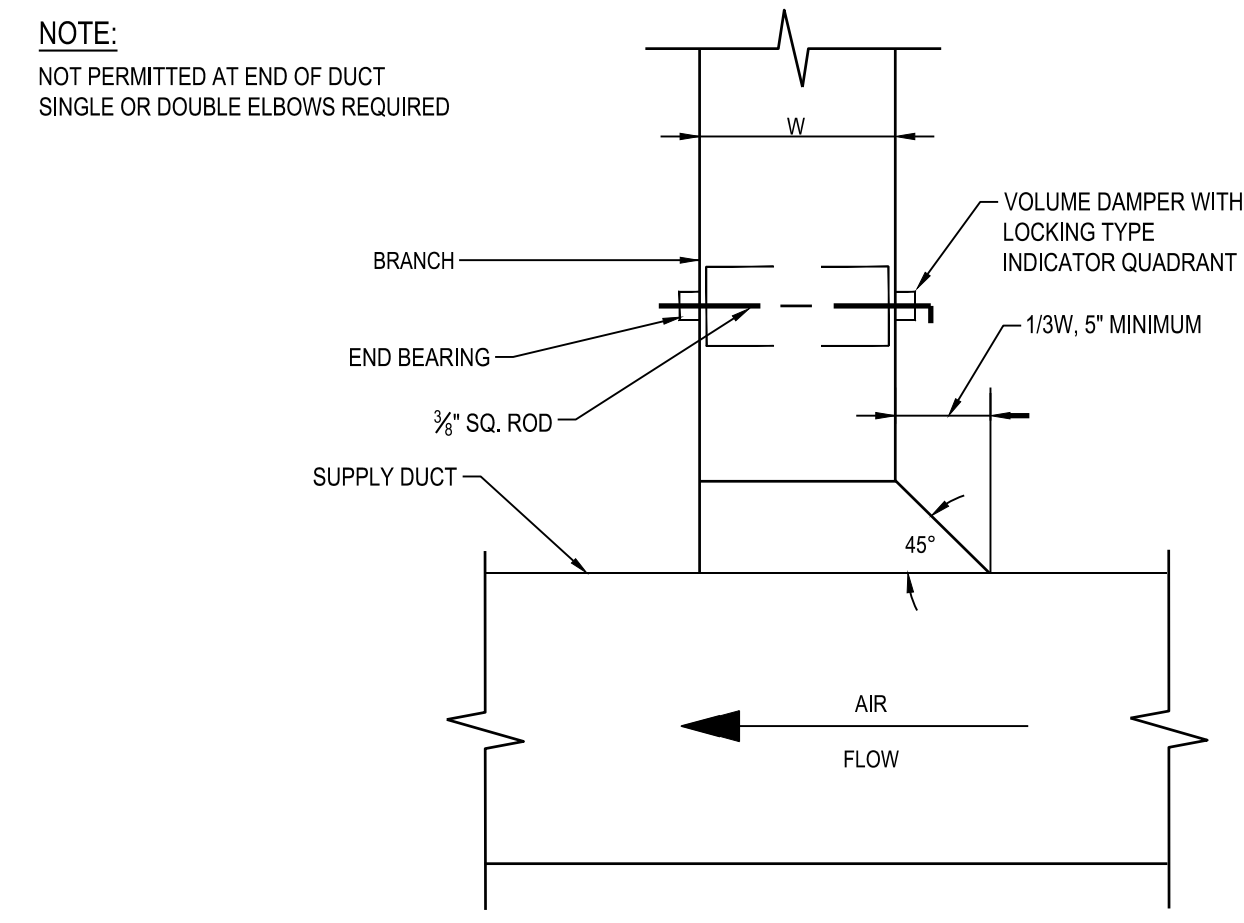 NOTE:
NOT PERMITTED AT END OF DUCT
SINGLE OR DOUBLE ELBOWS REQUIRED
W
VOLUME DAMPER WITH
LOCKING TYPE
INDICATOR QUADRANT
BRANCH
1/3W, 5" MINIMUM
END BEARING
⅜" SQ. ROD
SUPPLY DUCT
45°
AIR
FLOW